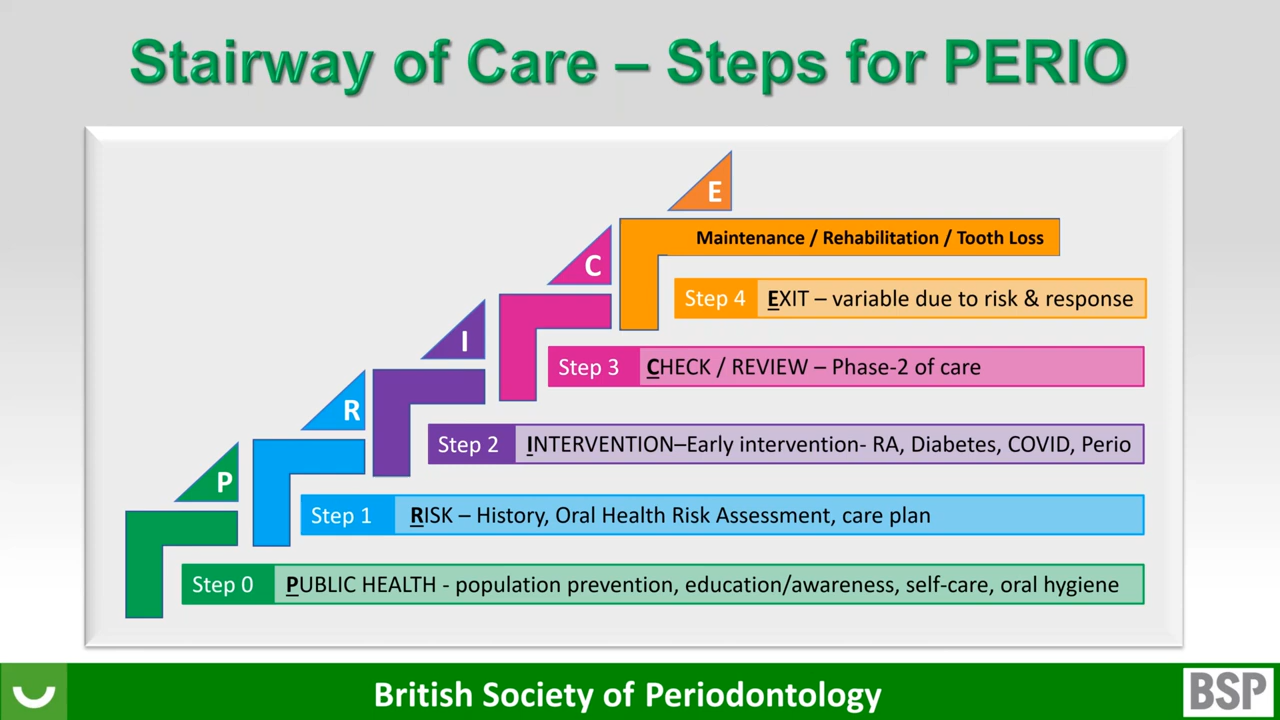 Stairway of Care – Steps for PERIO
E
Maintenance / Rehabilitation / Tooth Loss
C
Step 4 EXIT – variable due to risk & response
I
Step 3 CHECK / REVIEW – Phase-2 of care
R
Step 2 INTERVENTION–Early intervention- RA, Diabetes, COVID, Perio
P
Step 1 RISK – History, Oral Health Risk Assessment, care plan
Step 0 PUBLIC HEALTH - population prevention, education/awareness, self-care, oral hygiene
British Society of Periodontology
BSP